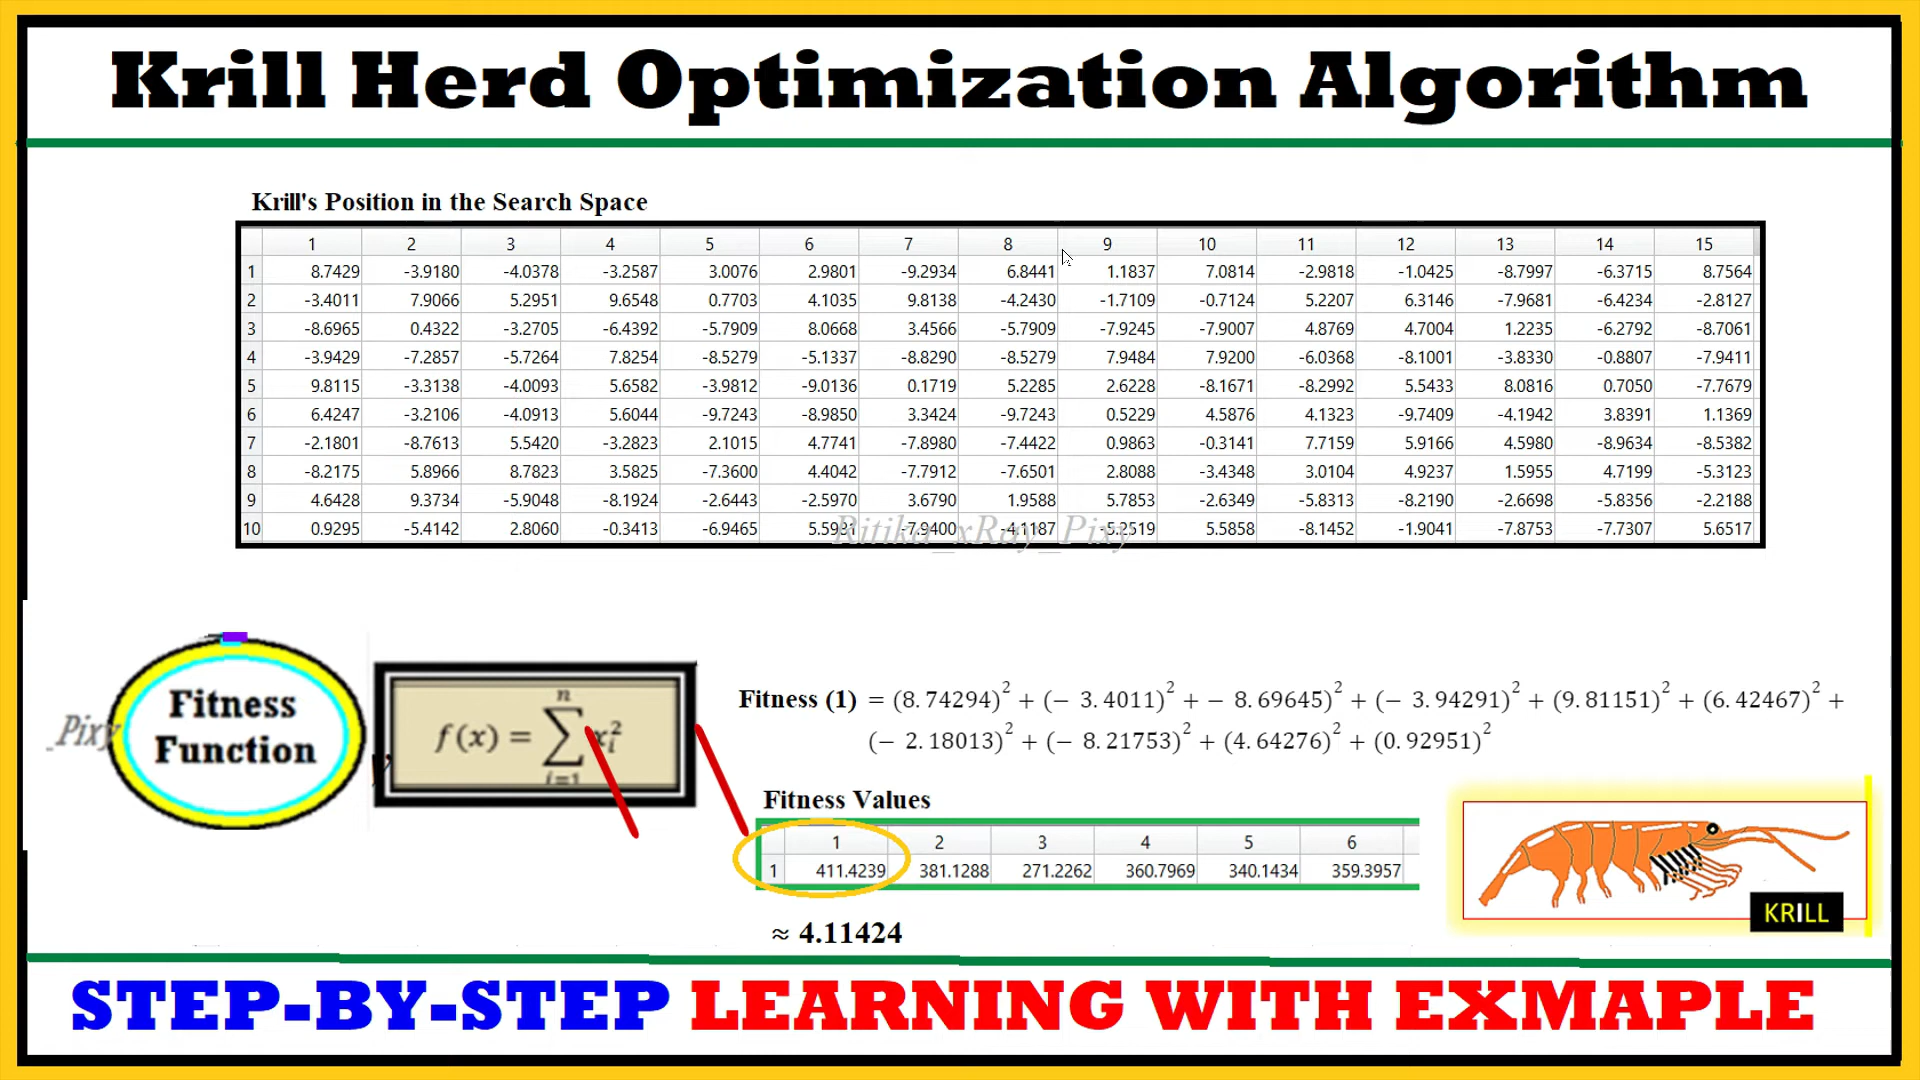 Krill Herd Optimization Algorithm
Krill's Position in the Search Space
1 2 3 4 5 6 7 8 9 10 11 12 13 14 15
1 8.7429 -3.9180 -4.0378 -3.2587 3.0076 2.9801 -9.2934 6.8441 1.1837 7.0814 -2.9818 -1.0425 -8.7997 -6.3715 8.7564
2 -3.4011 7.9066 5.2951 9.6548 0.7703 4.1035 9.8138 -4.2430 -1.7109 -0.7124 5.2207 6.3146 -7.9681 -6.4234 -2.8127
3 -8.6965 0.4322 -3.2705 -6.4392 -5.7909 8.0668 3.4566 -5.7909 -7.9245 -7.9007 4.8769 4.7004 1.2235 -6.2792 -8.7061
4 -3.9429 -7.2857 -5.7264 7.8254 -8.5279 -5.1337 -8.8290 -8.5279 7.9484 7.9200 -6.0368 -8.1001 -3.8330 -0.8807 -7.9411
5 9.8115 -3.3138 -4.0093 5.6582 -3.9812 -9.0136 0.1719 5.2285 2.6228 -8.1671 -8.2992 5.5433 8.0816 0.7050 -7.7679
6 6.4247 -3.2106 -4.0913 5.6044 -9.7243 -8.9850 3.3424 -9.7243 0.5229 4.5876 4.1323 -9.7409 -4.1942 3.8391 1.1369
7 -2.1801 -8.7613 5.5420 -3.2823 2.1015 4.7741 -7.8980 -7.4422 0.9863 -0.3141 7.7159 5.9166 4.5980 -8.9634 -8.5382
8 -8.2175 5.8966 8.7823 3.5825 -7.3600 4.4042 -7.7912 -7.6501 2.8088 -3.4348 3.0104 4.9237 1.5955 4.7199 -5.3123
9 4.6428 9.3734 -5.9048 -8.1924 -2.6443 -2.5970 3.6790 1.9588 5.7853 -2.6349 -5.8313 -8.2190 -2.6698 -5.8356 -2.2188
10 0.9295 -5.4142 2.8060 -0.3413 -6.9465 -7.9400 -4.1187 -5.2519 5.5858 -8.1452 -1.9041 -7.8753 -7.7307 5.6517
Ritika_xRay_Pixy
Pixy
Fitness
Function
f(x) = ∑ⁿᵢ₌₁ xᵢ²
Fitness (1) = (8.74294)² + (− 3.4011)² + − 8.69645)² + (− 3.94291)² + (9.81151)² + (6.42467)² +
(− 2.18013)² + (− 8.21753)² + (4.64276)² + (0.92951)²
Fitness Values
1 2 3 4 5 6
1 411.4239 381.1288 271.2262 360.7969 340.1434 359.3957
≈ 4.11424
KRILL
STEP-BY-STEP LEARNING WITH EXMAPLE